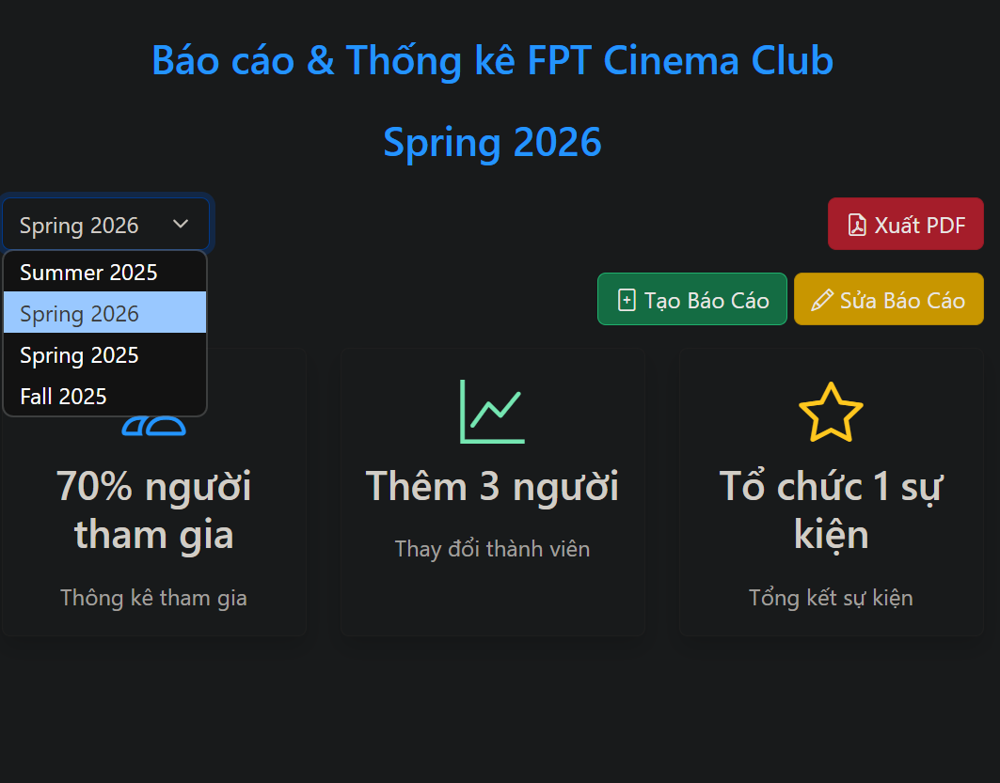 Báo cáo & Thống kê FPT Cinema Club
Spring 2026
Spring 2026
Xuất PDF
Summer 2025
Spring 2026
Spring 2025
Fall 2025
Tạo Báo Cáo
Sửa Báo Cáo
70% người
tham gia
Thông kê tham gia
Thêm 3 người
Thay đổi thành viên
Tổ chức 1 sự
kiện
Tổng kết sự kiện